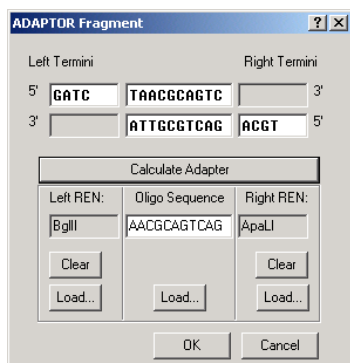 ADAPTOR Fragment
Left Termini Right Termini
5' GATC TAACGCAGTC 3'
3' ATTGCGTCAG ACGT 5'
Calculate Adapter
Left REN: Oligo Sequence Right REN:
BglII AACGCAGTCAG ApaLI
Clear Clear
Load... Load... Load...
OK Cancel